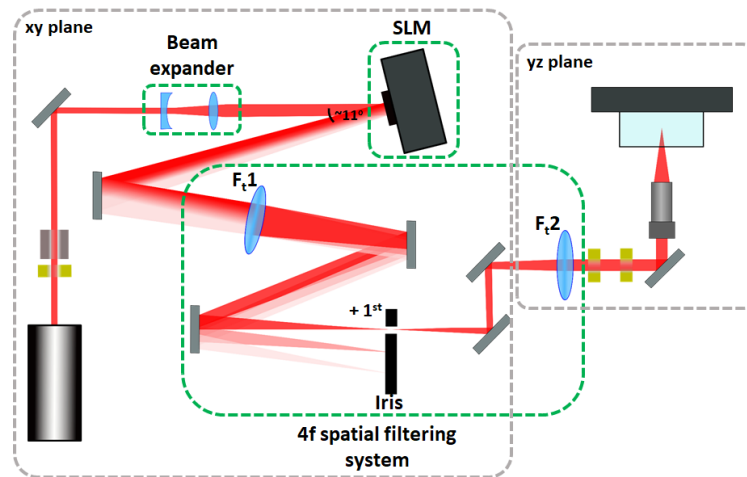 xy plane
Beam
expander
SLM
~11°
yz plane
Fₜ1
Fₜ2
+ 1ˢᵗ
Iris
4f spatial filtering
system